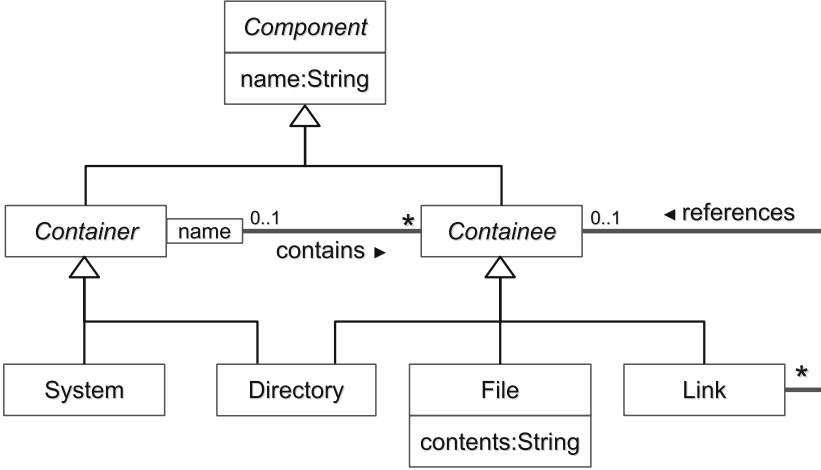 Component
name:String
Container
name
0..1
*
contains ►
Containee
0..1
◄ references
System
Directory
File
contents:String
Link
*